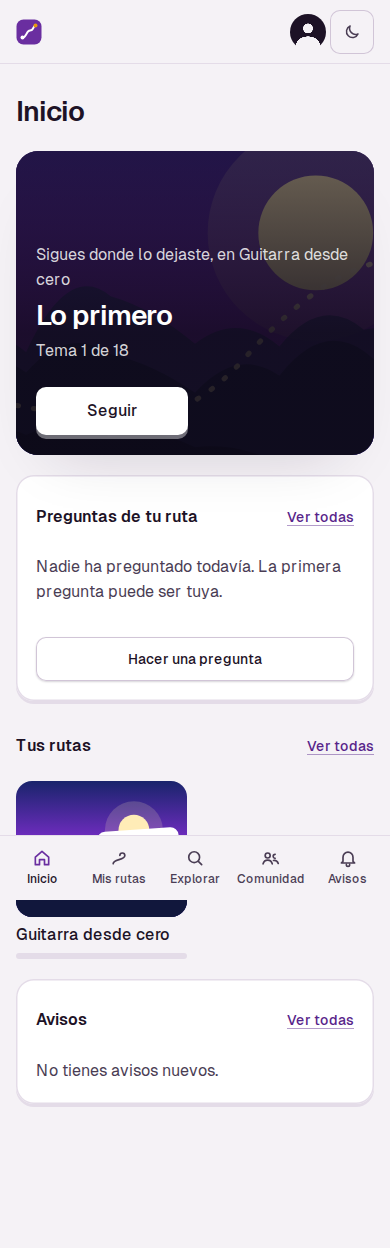 Inicio
Sigues donde lo dejaste, en Guitarra desde
cero
Lo primero
Tema 1 de 18
Seguir
Preguntas de tu ruta
Ver todas
Nadie ha preguntado todavía. La primera
pregunta puede ser tuya.
Hacer una pregunta
Tus rutas
Ver todas
Inicio
Mis rutas
Explorar
Comunidad
Avisos
Guitarra desde cero
Avisos
Ver todas
No tienes avisos nuevos.